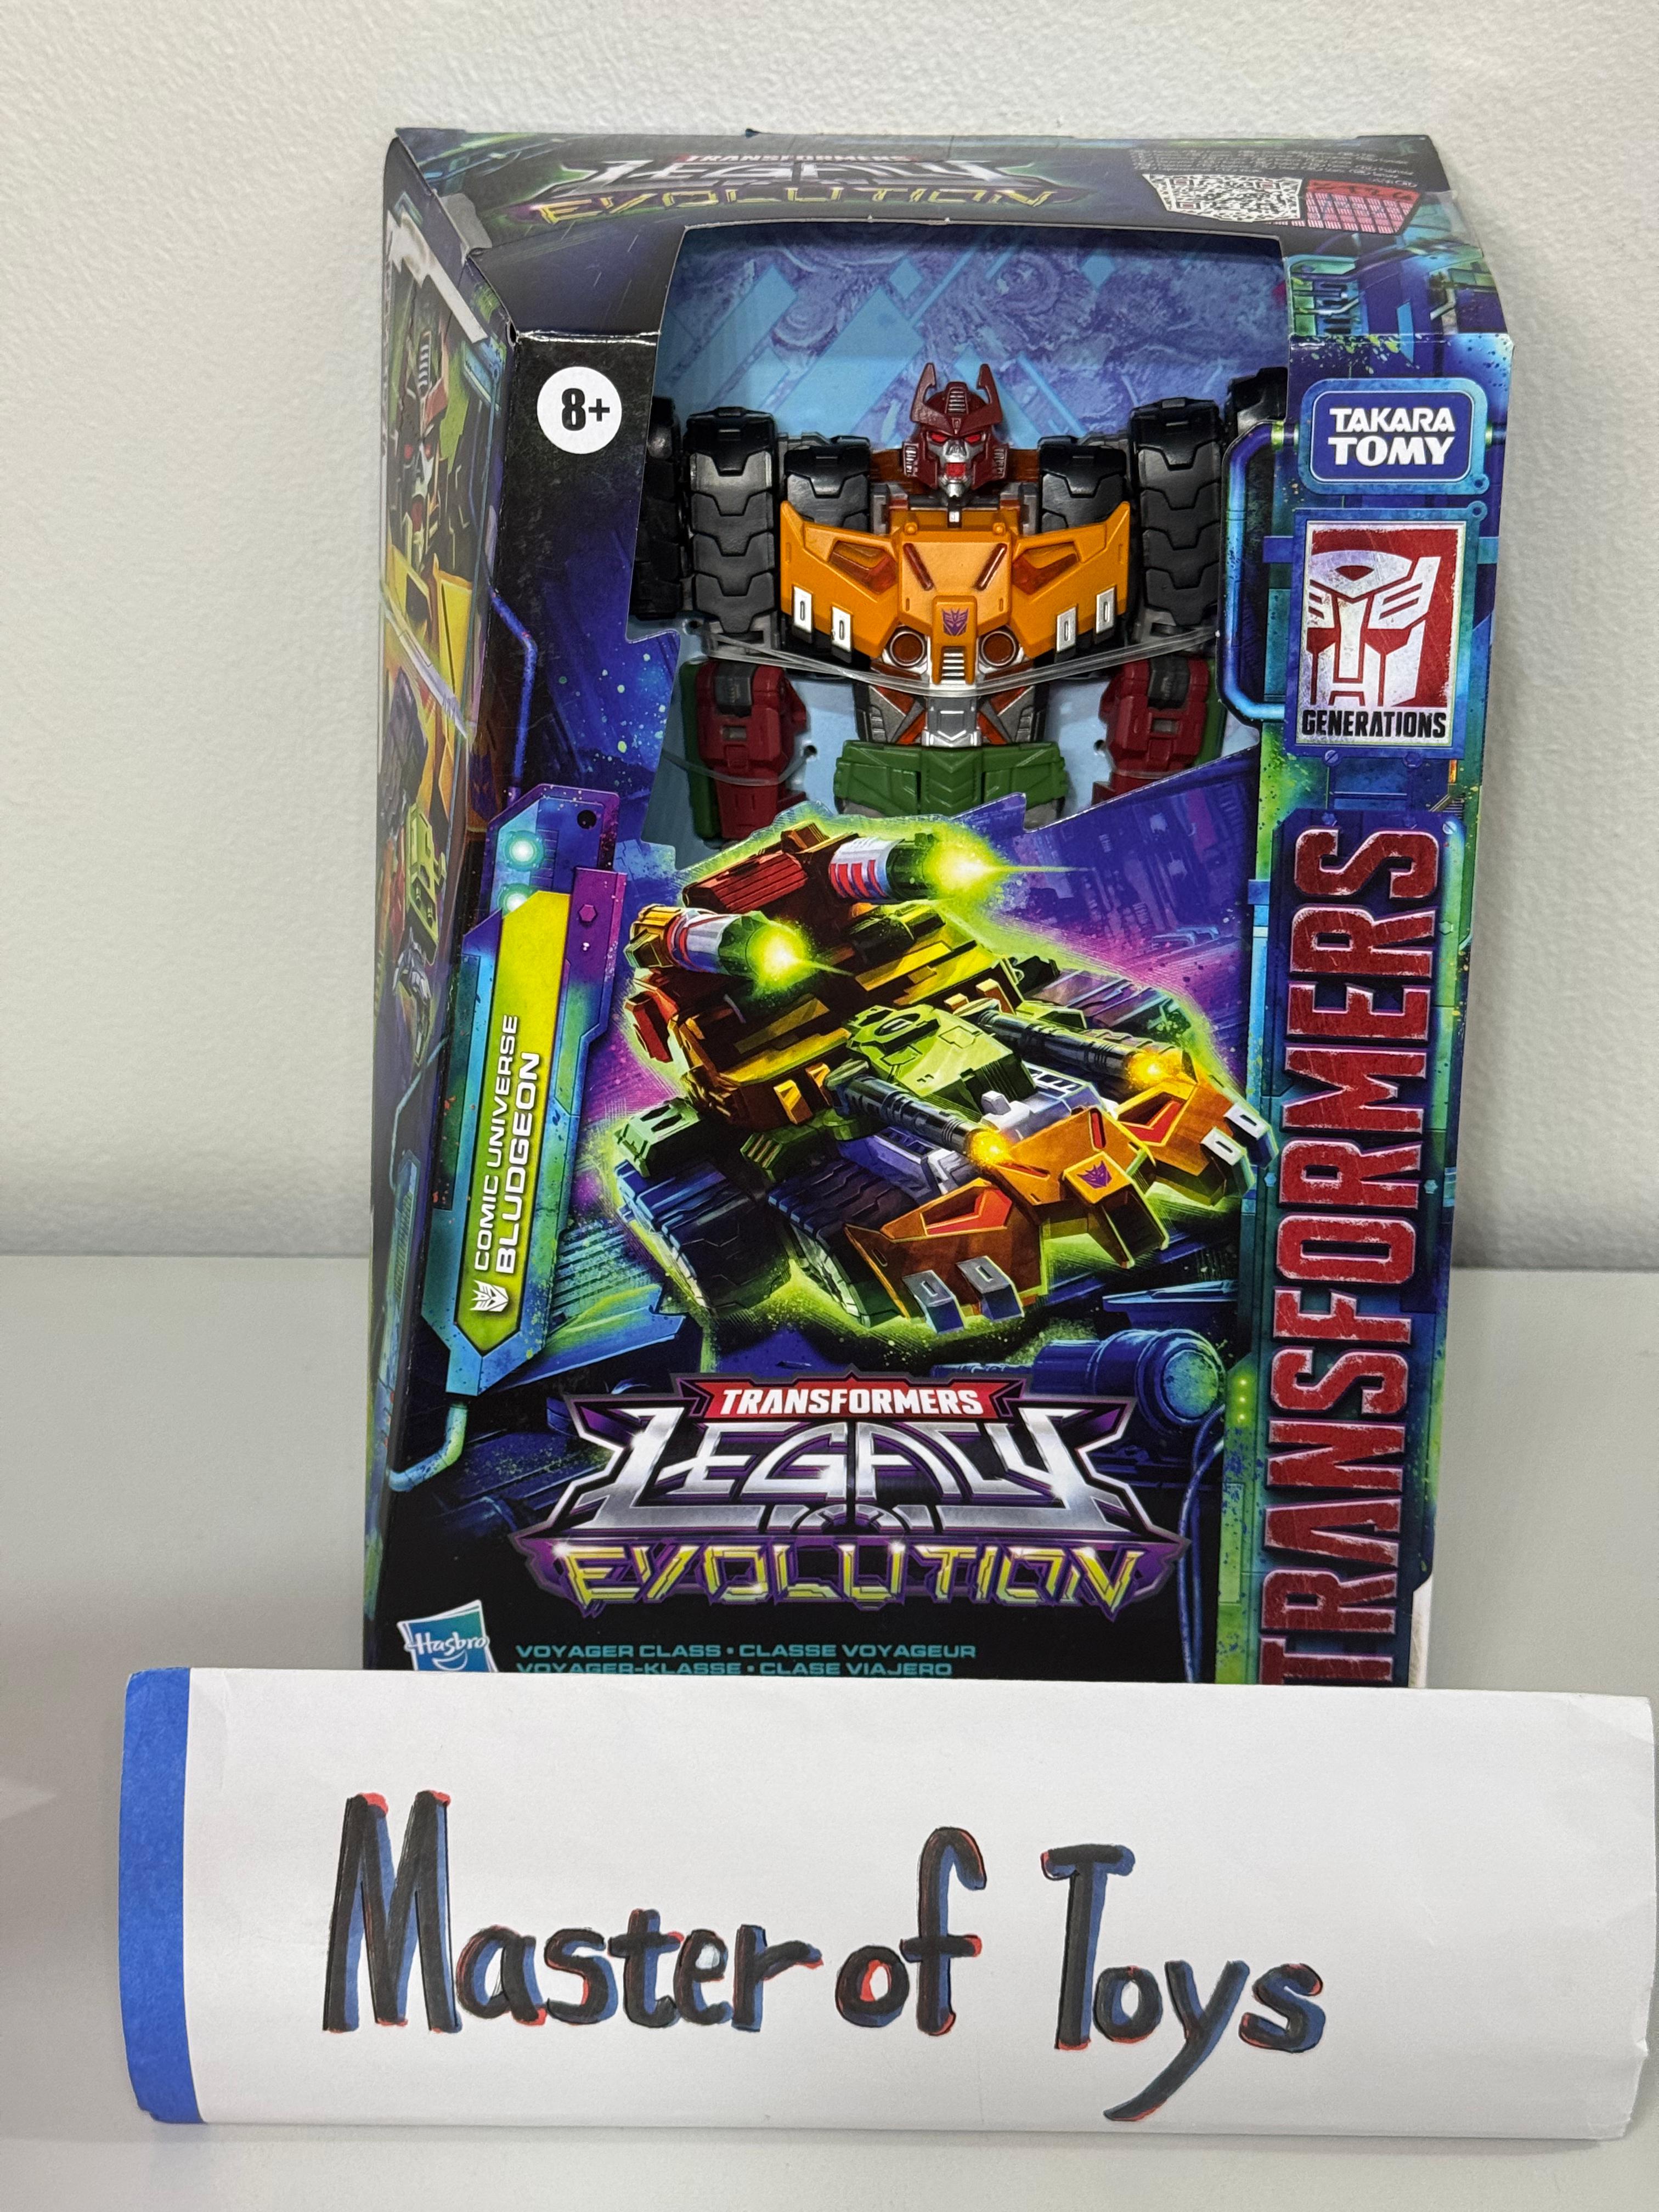 TRANSFORMERS
LEGACY
EVOLUTION
8+
TAKARA
TOMY
GENERATIONS
TRANSFORMERS
COMIC UNIVERSE
BLUDGEON
TRANSFORMERS
LEGACY
EVOLUTION
Hasbro
VOYAGER CLASS • CLASSE VOYAGEUR
VOYAGER-KLASSE • CLASE VIAJERO
Master of Toys